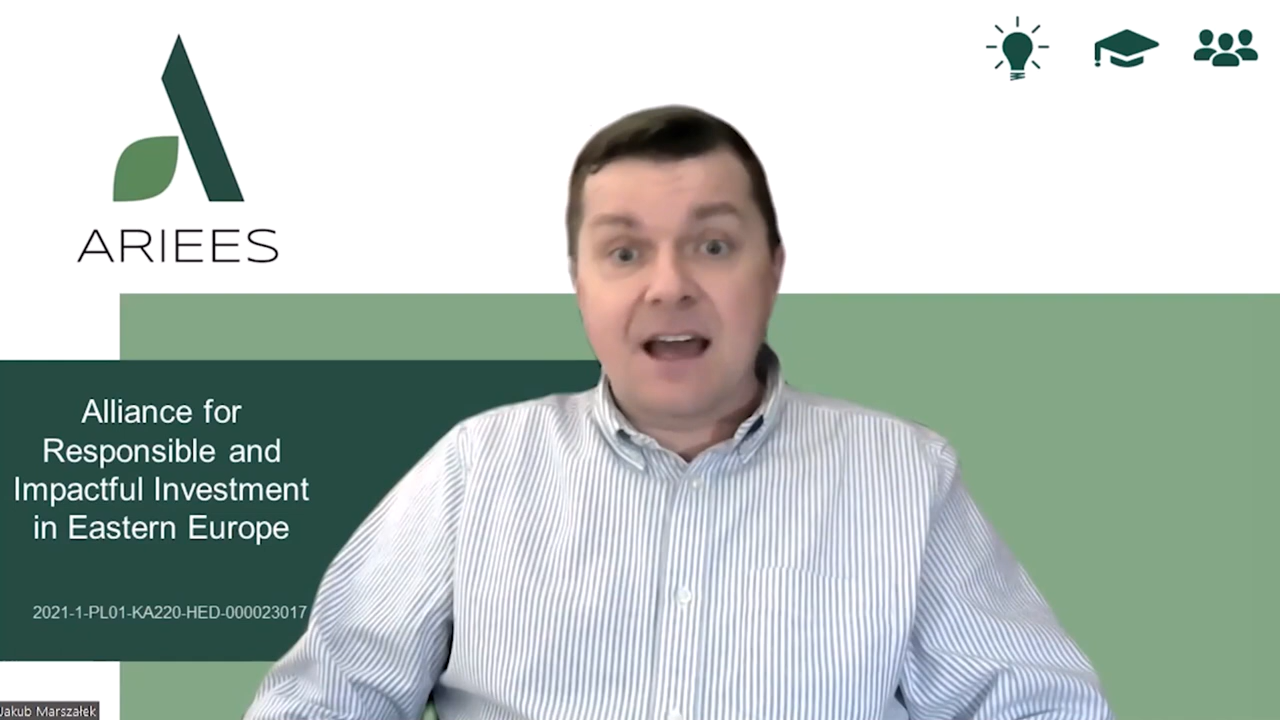 ARIEES
Alliance for
Responsible and
Impactful Investment
in Eastern Europe
2021-1-PL01-KA220-HED-000023017
Jakub Marszałek